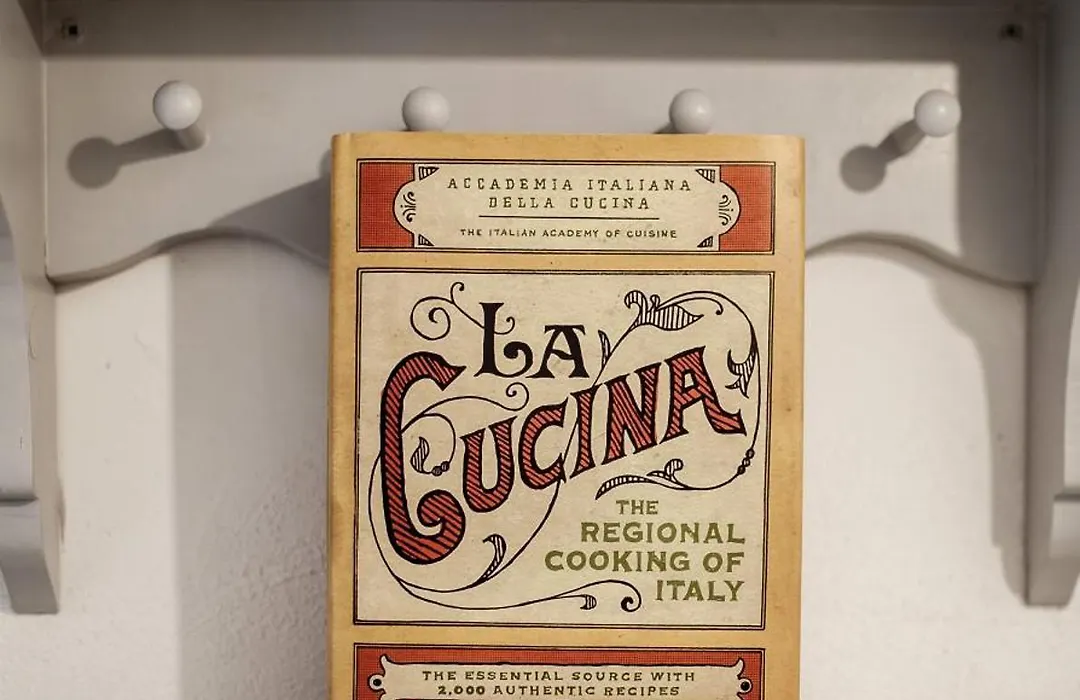 ACCADEMIA ITALIANA
DELLA CUCINA
THE ITALIAN ACADEMY OF CUISINE
LA
CUCINA
THE
REGIONAL
COOKING OF
ITALY
THE ESSENTIAL SOURCE WITH
2,000 AUTHENTIC RECIPES